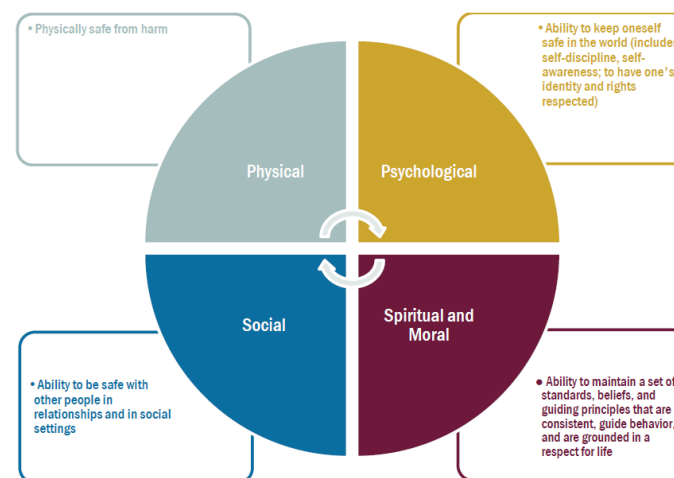 • Physically safe from harm
• Ability to keep oneself
safe in the world (includes
self-discipline, self-
awareness; to have one's
identity and rights
respected)
Physical
Psychological
Social
Spiritual and
Moral
• Ability to be safe with
other people in
relationships and in social
settings
• Ability to maintain a set of
standards, beliefs, and
guiding principles that are
consistent, guide behavior,
and are grounded in a
respect for life